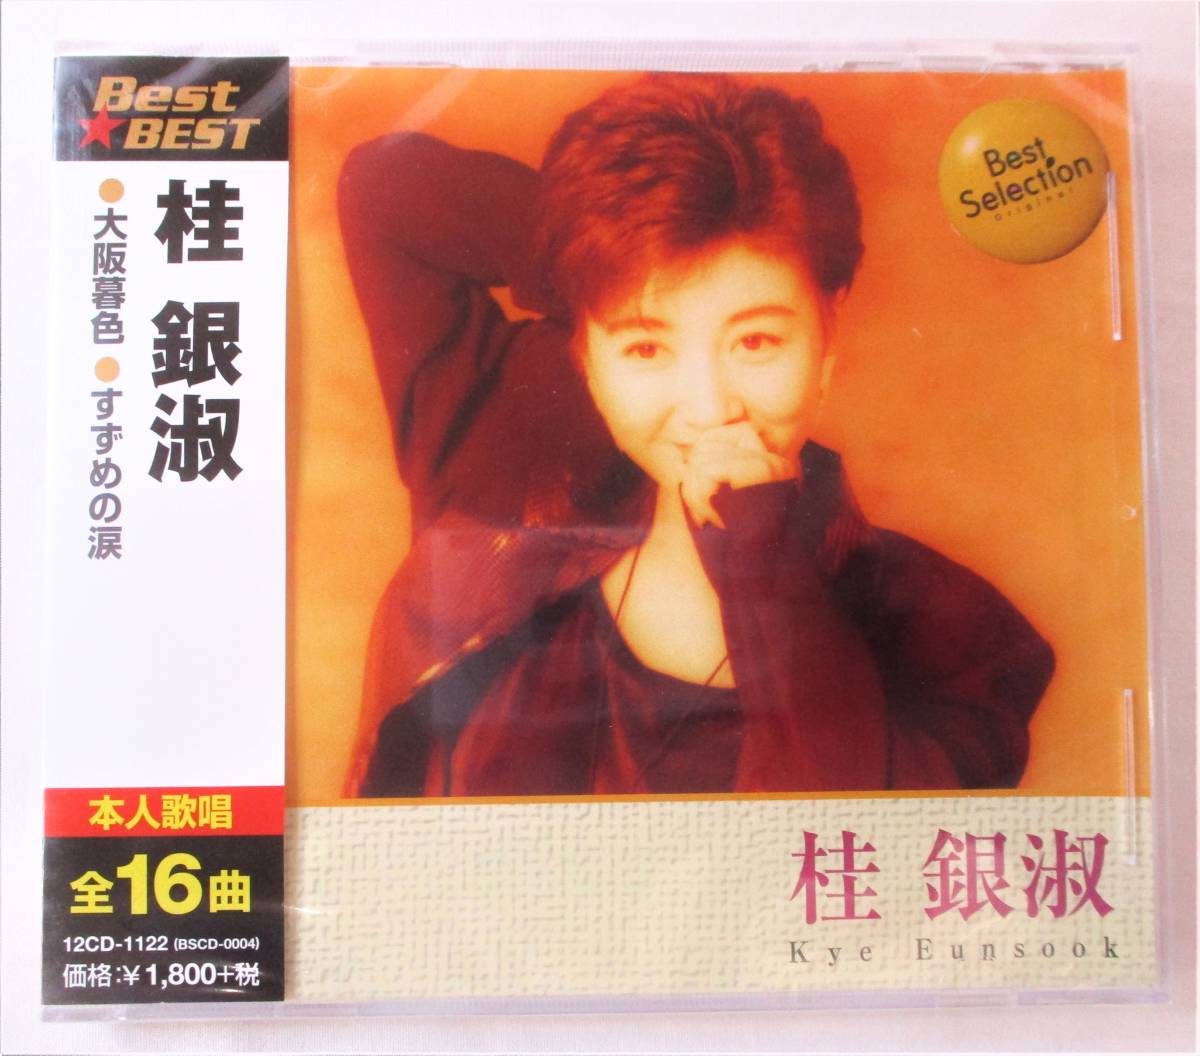 Best
★BEST
桂 銀淑
●大阪暮色●すずめの涙
本人歌唱
全16曲
12CD-1122 (BSCD-0004)
価格:¥1,800+税
Best
Selection
Original
桂 銀淑
Kye Eunsook